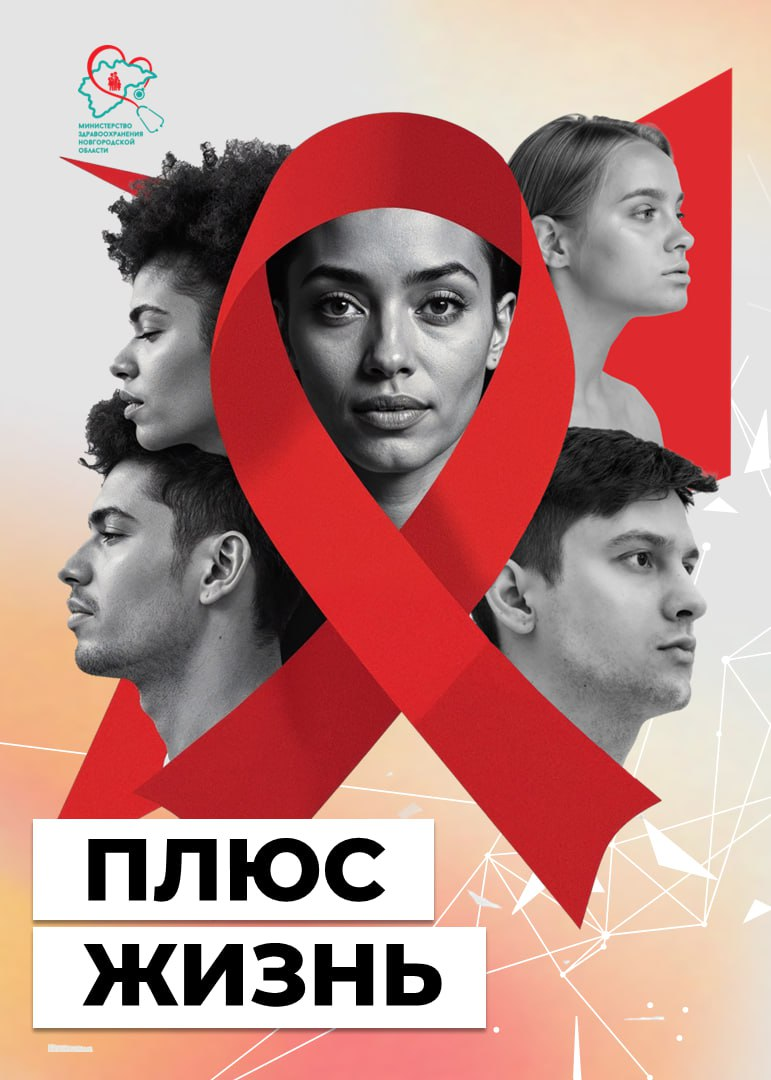 МИНИСТЕРСТВО
ЗДРАВООХРАНЕНИЯ
НОВГОРОДСКОЙ
ОБЛАСТИ
ПЛЮС
ЖИЗНЬ